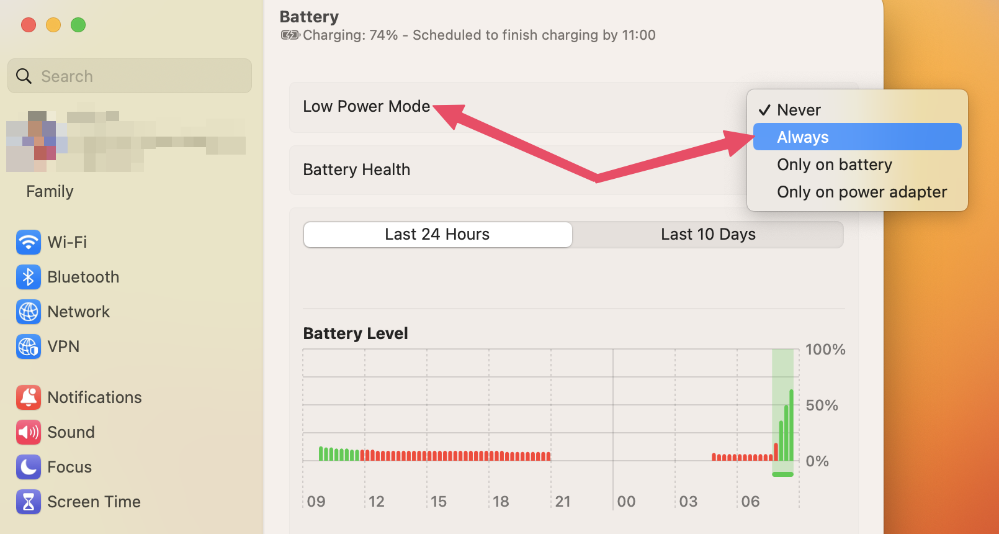 Battery
Charging: 74% - Scheduled to finish charging by 11:00
Search
Family
Wi-Fi
Bluetooth
Network
VPN
Notifications
Sound
Focus
Screen Time
Low Power Mode
✓ Never
Always
Only on battery
Only on power adapter
Battery Health
Last 24 Hours
Last 10 Days
Battery Level
100%
50%
0%
09 12 15 18 21 00 03 06